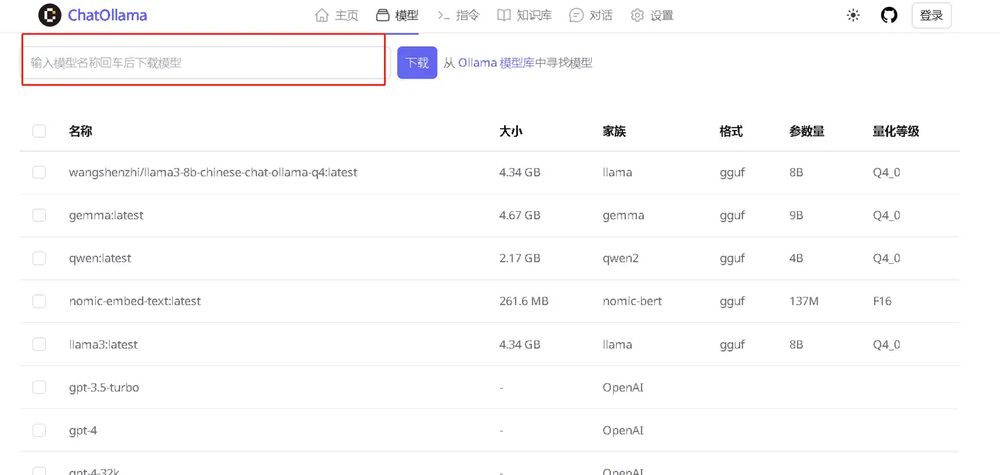 ChatOllama 主页 模型 指令 知识库 对话 设置 登录
输入模型名称回车后下载模型 下载 从 Ollama 模型库中寻找模型
名称 大小 家族 格式 参数量 量化等级
wangshenzhi/llama3-8b-chinese-chat-ollama-q4:latest 4.34 GB llama gguf 8B Q4_0
gemma:latest 4.67 GB gemma gguf 9B Q4_0
qwen:latest 2.17 GB qwen2 gguf 4B Q4_0
nomic-embed-text:latest 261.6 MB nomic-bert gguf 137M F16
llama3:latest 4.34 GB llama gguf 8B Q4_0
gpt-3.5-turbo - OpenAI
gpt-4 - OpenAI
gpt-4-32k OpenAI